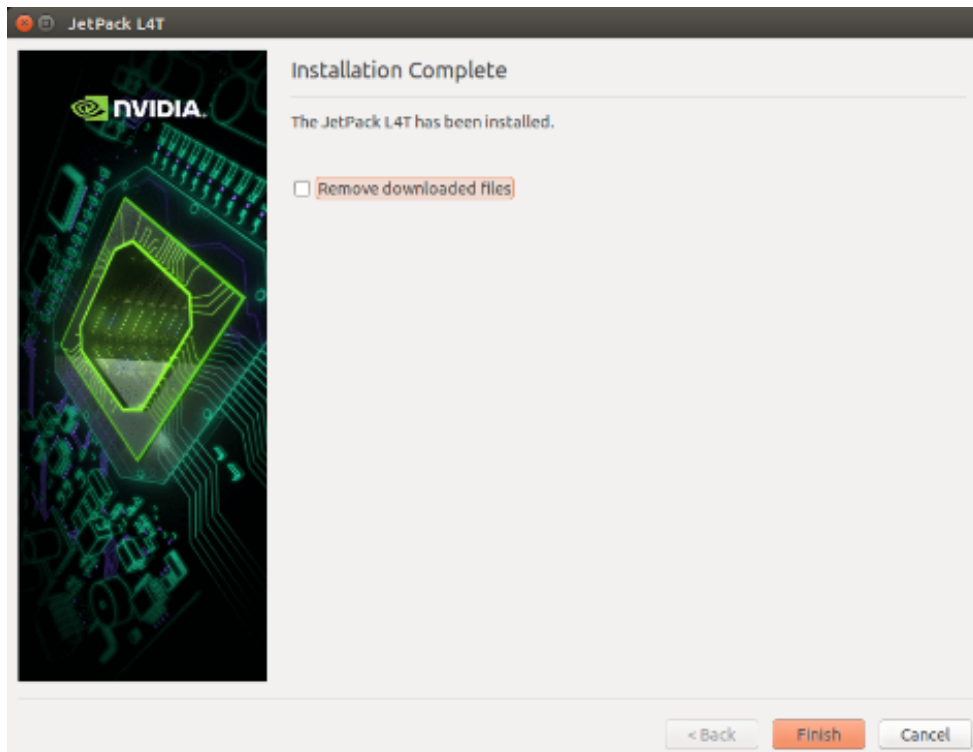 JetPack L4T
NVIDIA.
Installation Complete
The JetPack L4T has been installed.
Remove downloaded files
< Back
Finish
Cancel